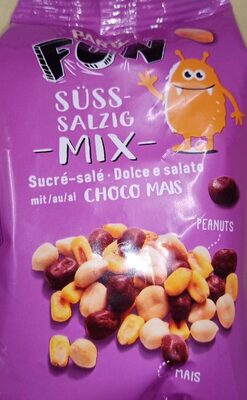 PARTY
FUN
SÜSS-
SALZIG
-MIX-
Sucré-salé · Dolce e salato
mit/au/al CHOCO MAIS
PEANUTS
MAIS